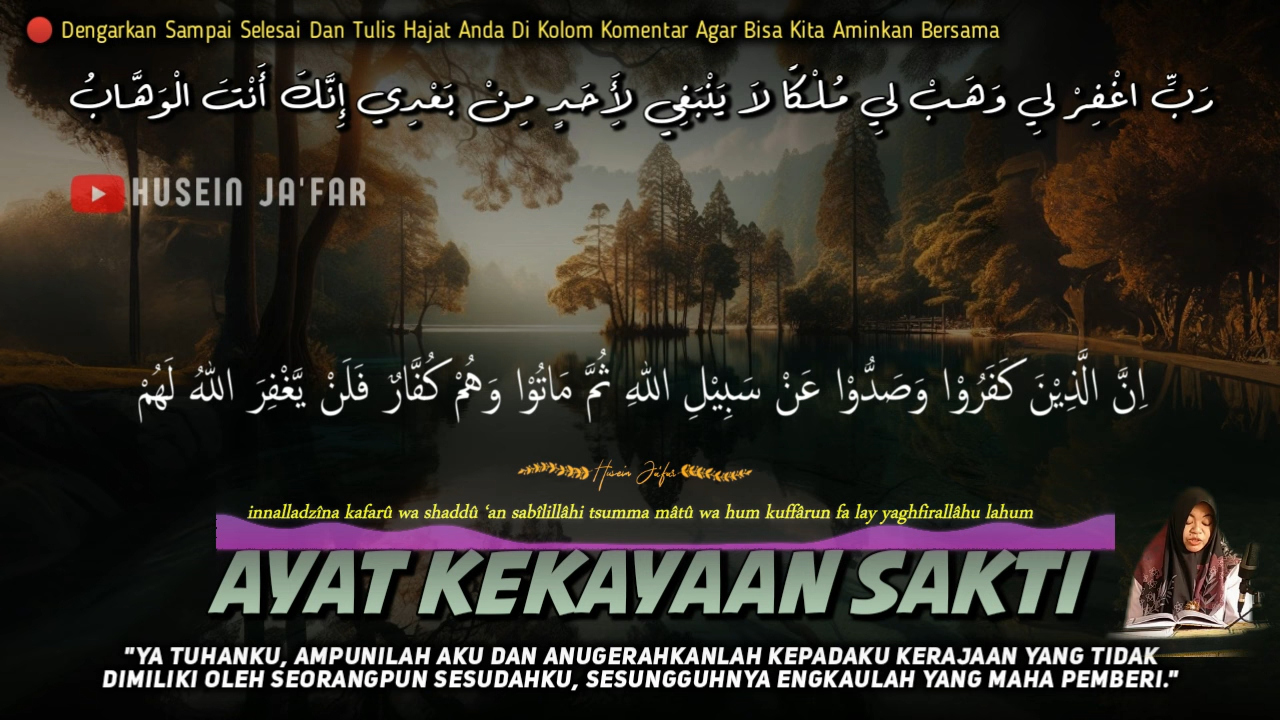 Dengarkan Sampai Selesai Dan Tulis Hajat Anda Di Kolom Komentar Agar Bisa Kita Aminkan Bersama
رَبِّ اغْفِرْ لِي وَهَبْ لِي مُلْكًا لاَ يَنْبَغِي لِأَحَدٍ مِنْ بَعْدِي إِنَّكَ أَنْتَ الْوَهَّابُ
HUSEIN JA'FAR
اِنَّ الَّذِيْنَ كَفَرُوْا وَصَدُّوْا عَنْ سَبِيْلِ اللّٰهِ ثُمَّ مَاتُوْا وَهُمْ كُفَّارٌ فَلَنْ يَّغْفِرَ اللّٰهُ لَهُمْ
Husein Ja'far
innalladzîna kafarû wa shaddû ‘an sabîlillâhi tsumma mâtû wa hum kuffârun fa lay yaghfirallâhu lahum
AYAT KEKAYAAN SAKTI
"YA TUHANKU, AMPUNILAH AKU DAN ANUGERAHKANLAH KEPADAKU KERAJAAN YANG TIDAK
DIMILIKI OLEH SEORANGPUN SESUDAHKU, SESUNGGUHNYA ENGKAULAH YANG MAHA PEMBERI."